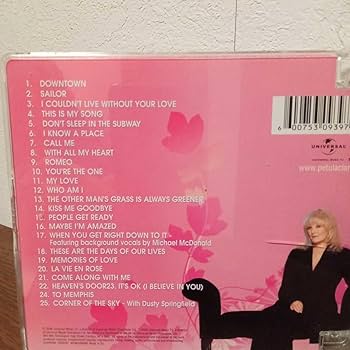 1. DOWNTOWN
2. SAILOR
3. I COULDN'T LIVE WITHOUT YOUR LOVE
4. THIS IS MY SONG
5. DON'T SLEEP IN THE SUBWAY
6. I KNOW A PLACE
7. CALL ME
8. WITH ALL MY HEART
9. ROMEO
10. YOU'RE THE ONE
11. MY LOVE
12. WHO AM I
13. THE OTHER MAN'S GRASS IS ALWAYS GREENER
14. KISS ME GOODBYE
15. PEOPLE GET READY
16. MAYBE I'M AMAZED
17. WHEN YOU GET RIGHT DOWN TO IT
Featuring background vocals by Michael McDonald
18. THESE ARE THE DAYS OF OUR LIVES
19. MEMORIES OF LOVE
20. LA VIE EN ROSE
21. COME ALONG WITH ME
22. HEAVEN'S DOOR23. IT'S OK (I BELIEVE IN YOU)
24. TO MEMPHIS
25. CORNER OF THE SKY - With Dusty Springfield
6 00753 09397
UNIVERSAL
www.petulaclar